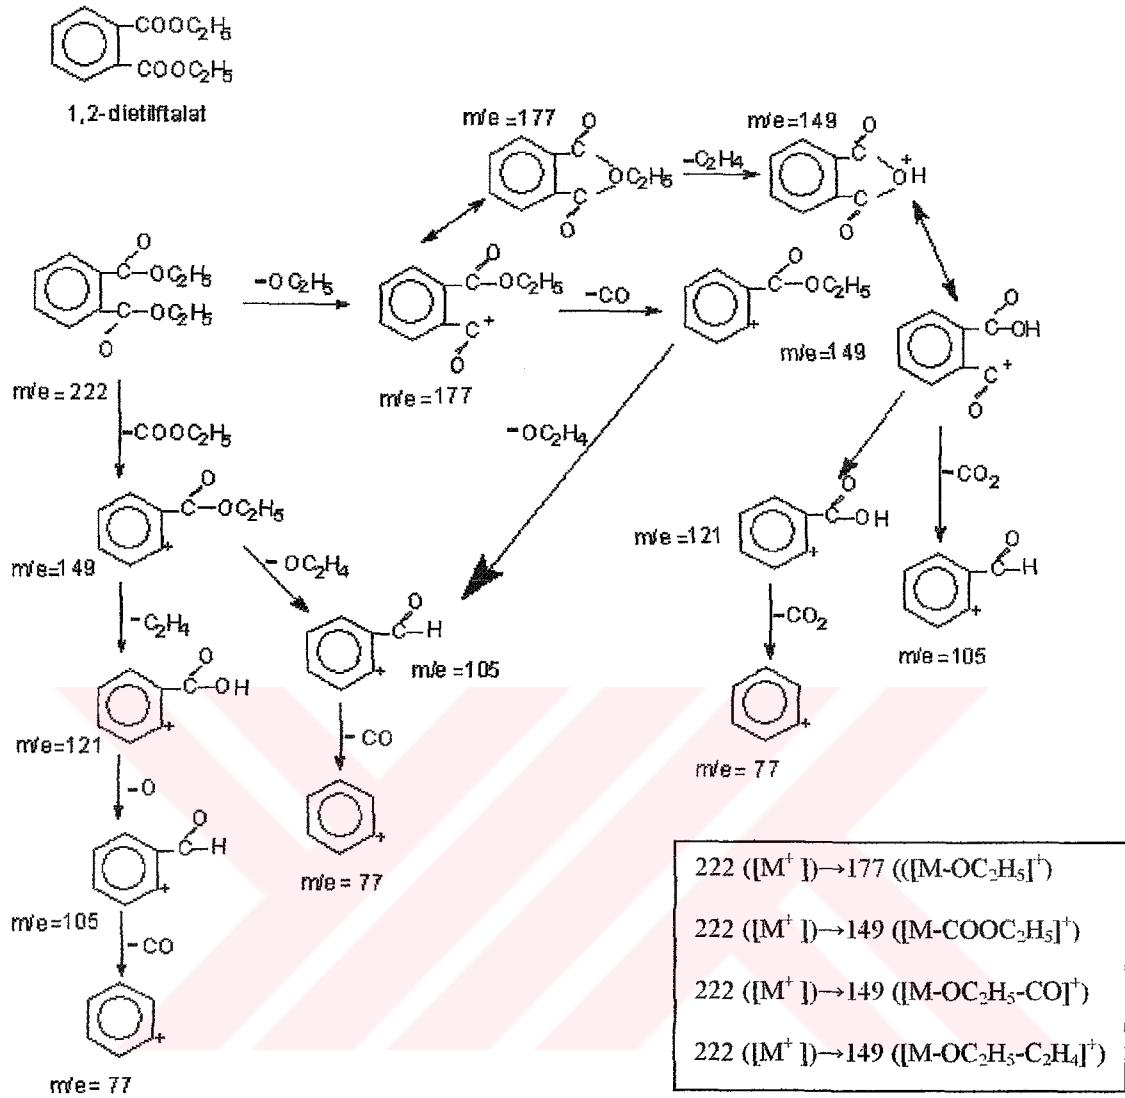 COOC₂H₅
COOC₂H₅
1,2-dietilftalat
m/e=177
O
C
OC₂H₅
C
O
-C₂H₄
m/e=149
O
C
+
OH
C
O
O
C-OC₂H₅
C-OC₂H₅
O
m/e=222
-OC₂H₅
O
C-OC₂H₅
C+
O
m/e=177
-CO
O
C-OC₂H₅
+
m/e=149
O
C-OH
C+
O
-COOC₂H₅
-OC₂H₄
-CO₂
O
C-OC₂H₅
+
m/e=149
-OC₂H₄
O
C-OH
+
m/e=121
O
C-H
+
m/e=105
-C₂H₄
O
C-H
+
m/e=105
-CO₂
O
C-OH
+
m/e=121
-CO
+
m/e= 77
-O
+
m/e= 77
O
C-H
+
m/e=105
-CO
+
m/e= 77
222 ([M⁺ ])→177 (([M-OC₂H₅]⁺)
222 ([M⁺ ])→149 ([M-COOC₂H₅]⁺)
222 ([M⁺ ])→149 ([M-OC₂H₅-CO]⁺)
222 ([M⁺ ])→149 ([M-OC₂H₅-C₂H₄]⁺)